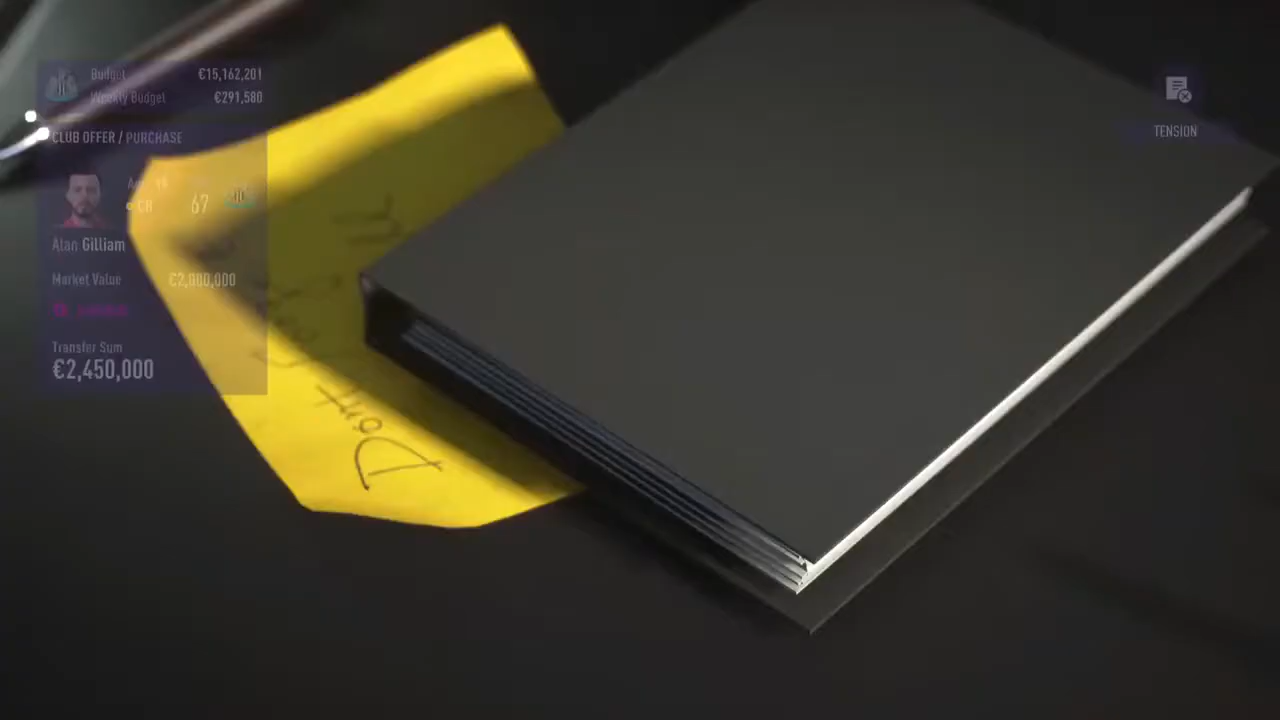 Budget €15,162,201
Weekly Budget €291,580
CLUB OFFER / PURCHASE
CB 67
Alan Gilliam
Market Value €2,000,000
Transfer Sum
€2,450,000
TENSION
Don't